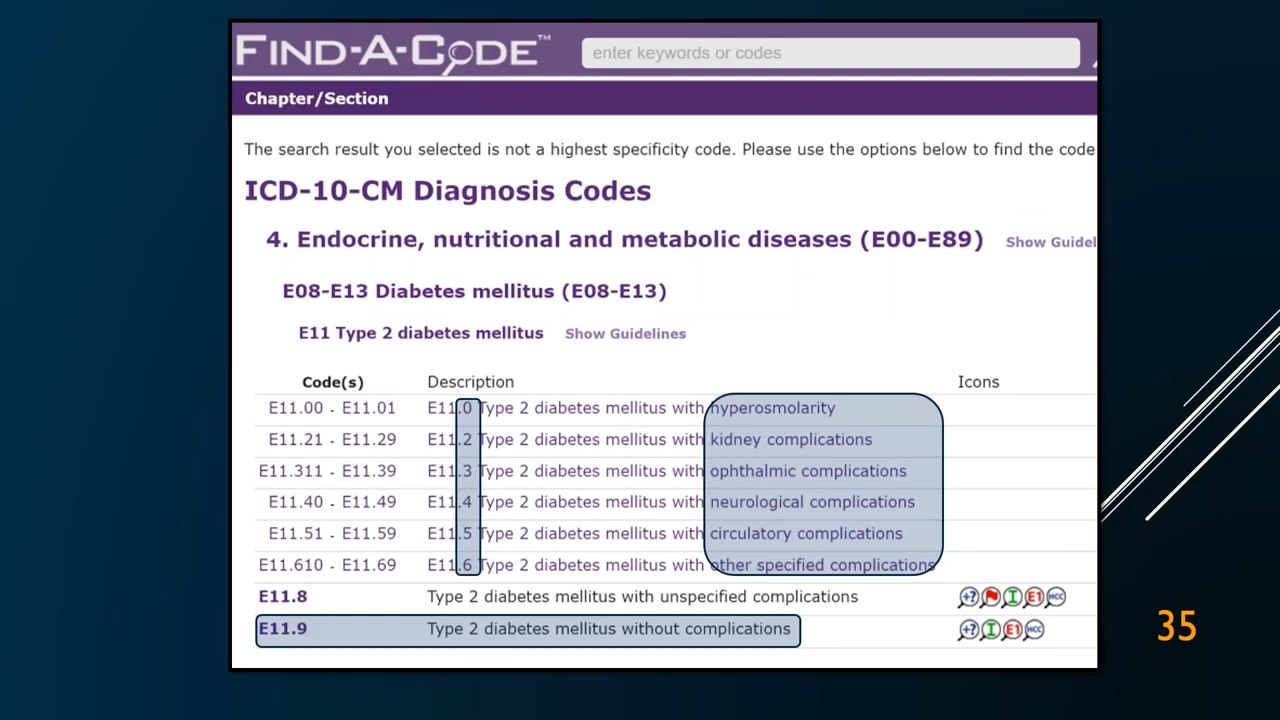 FIND-A-CODE™ enter keywords or codes
Chapter/Section
The search result you selected is not a highest specificity code. Please use the options below to find the code
ICD-10-CM Diagnosis Codes
4. Endocrine, nutritional and metabolic diseases (E00-E89) Show Guidel
E08-E13 Diabetes mellitus (E08-E13)
E11 Type 2 diabetes mellitus Show Guidelines
Code(s) Description Icons
E11.00 - E11.01 E11.0 Type 2 diabetes mellitus with hyperosmolarity
E11.21 - E11.29 E11.2 Type 2 diabetes mellitus with kidney complications
E11.311 - E11.39 E11.3 Type 2 diabetes mellitus with ophthalmic complications
E11.40 - E11.49 E11.4 Type 2 diabetes mellitus with neurological complications
E11.51 - E11.59 E11.5 Type 2 diabetes mellitus with circulatory complications
E11.610 - E11.69 E11.6 Type 2 diabetes mellitus with other specified complications
E11.8 Type 2 diabetes mellitus with unspecified complications +? I E1 HCC
E11.9 Type 2 diabetes mellitus without complications +? I E1 HCC
35